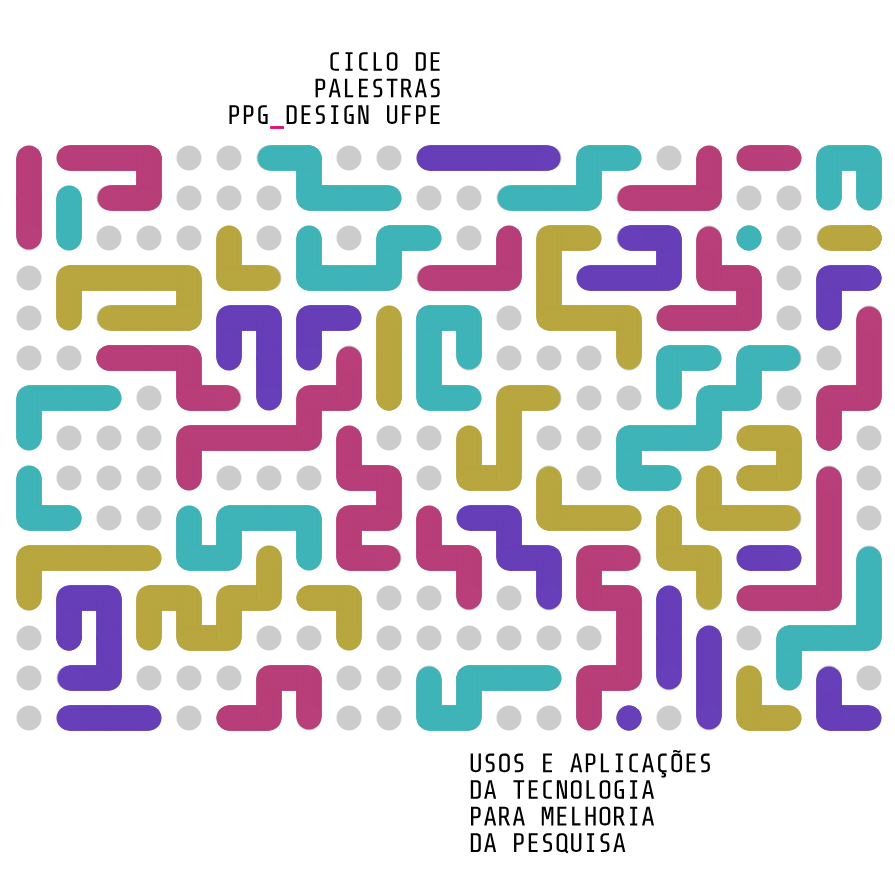 CICLO DE
PALESTRAS
PPG_DESIGN UFPE
USOS E APLICAÇÕES
DA TECNOLOGIA
PARA MELHORIA
DA PESQUISA